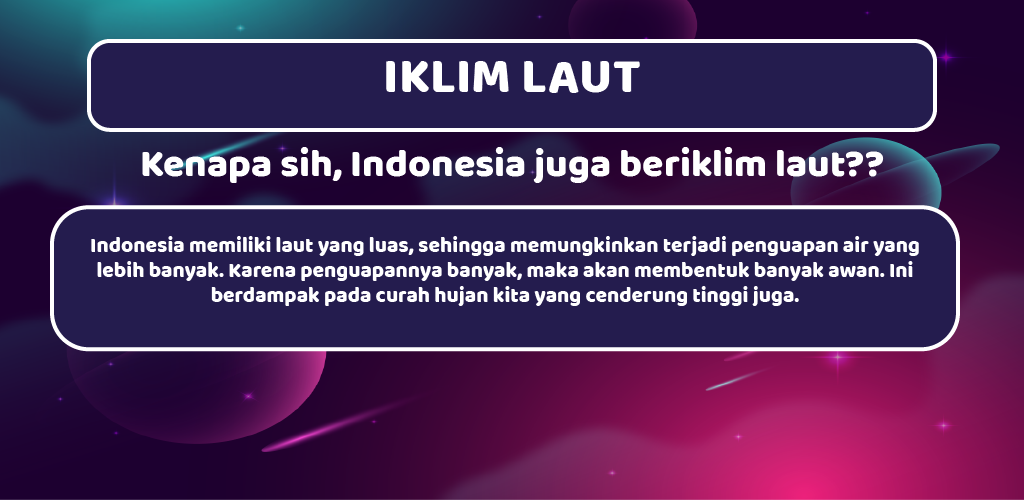 IKLIM LAUT
Kenapa sih, Indonesia juga beriklim laut??
Indonesia memiliki laut yang luas, sehingga memungkinkan terjadi penguapan air yang
lebih banyak. Karena penguapannya banyak, maka akan membentuk banyak awan. Ini
berdampak pada curah hujan kita yang cenderung tinggi juga.